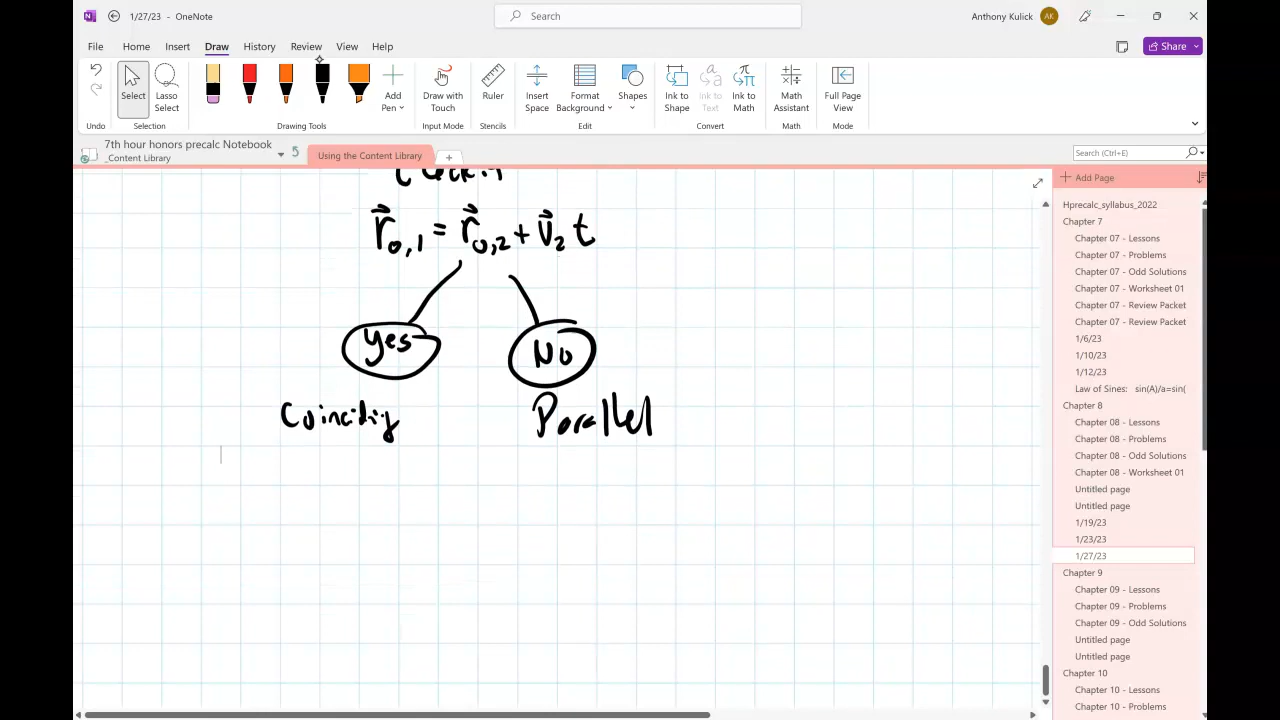 1/27/23 - OneNote
Search
Anthony Kulick
AK
File Home Insert Draw History Review View Help
Share
Undo
Select
Lasso Select
Selection
Add Pen
Drawing Tools
Draw with Touch
Input Mode
Ruler
Stencils
Insert Space
Format Background
Shapes
Edit
Ink to Shape
Ink to Text
Ink to Math
Convert
Math Assistant
Math
Full Page View
Mode
7th hour honors precalc Notebook
_Content Library
Using the Content Library
Search (Ctrl+E)
Add Page
r⃗₀,₁ = r⃗₀,₂ + v⃗₂ t
Yes No
Parallel
Hprecalc_syllabus_2022
Chapter 7
Chapter 07 - Lessons
Chapter 07 - Problems
Chapter 07 - Odd Solutions
Chapter 07 - Worksheet 01
Chapter 07 - Review Packet
Chapter 07 - Review Packet
1/6/23
1/10/23
1/12/23
Law of Sines: sin(A)/a=sin(
Chapter 8
Chapter 08 - Lessons
Chapter 08 - Problems
Chapter 08 - Odd Solutions
Chapter 08 - Worksheet 01
Untitled page
Untitled page
1/19/23
1/23/23
1/27/23
Chapter 9
Chapter 09 - Lessons
Chapter 09 - Problems
Chapter 09 - Odd Solutions
Untitled page
Untitled page
Chapter 10
Chapter 10 - Lessons
Chapter 10 - Problems